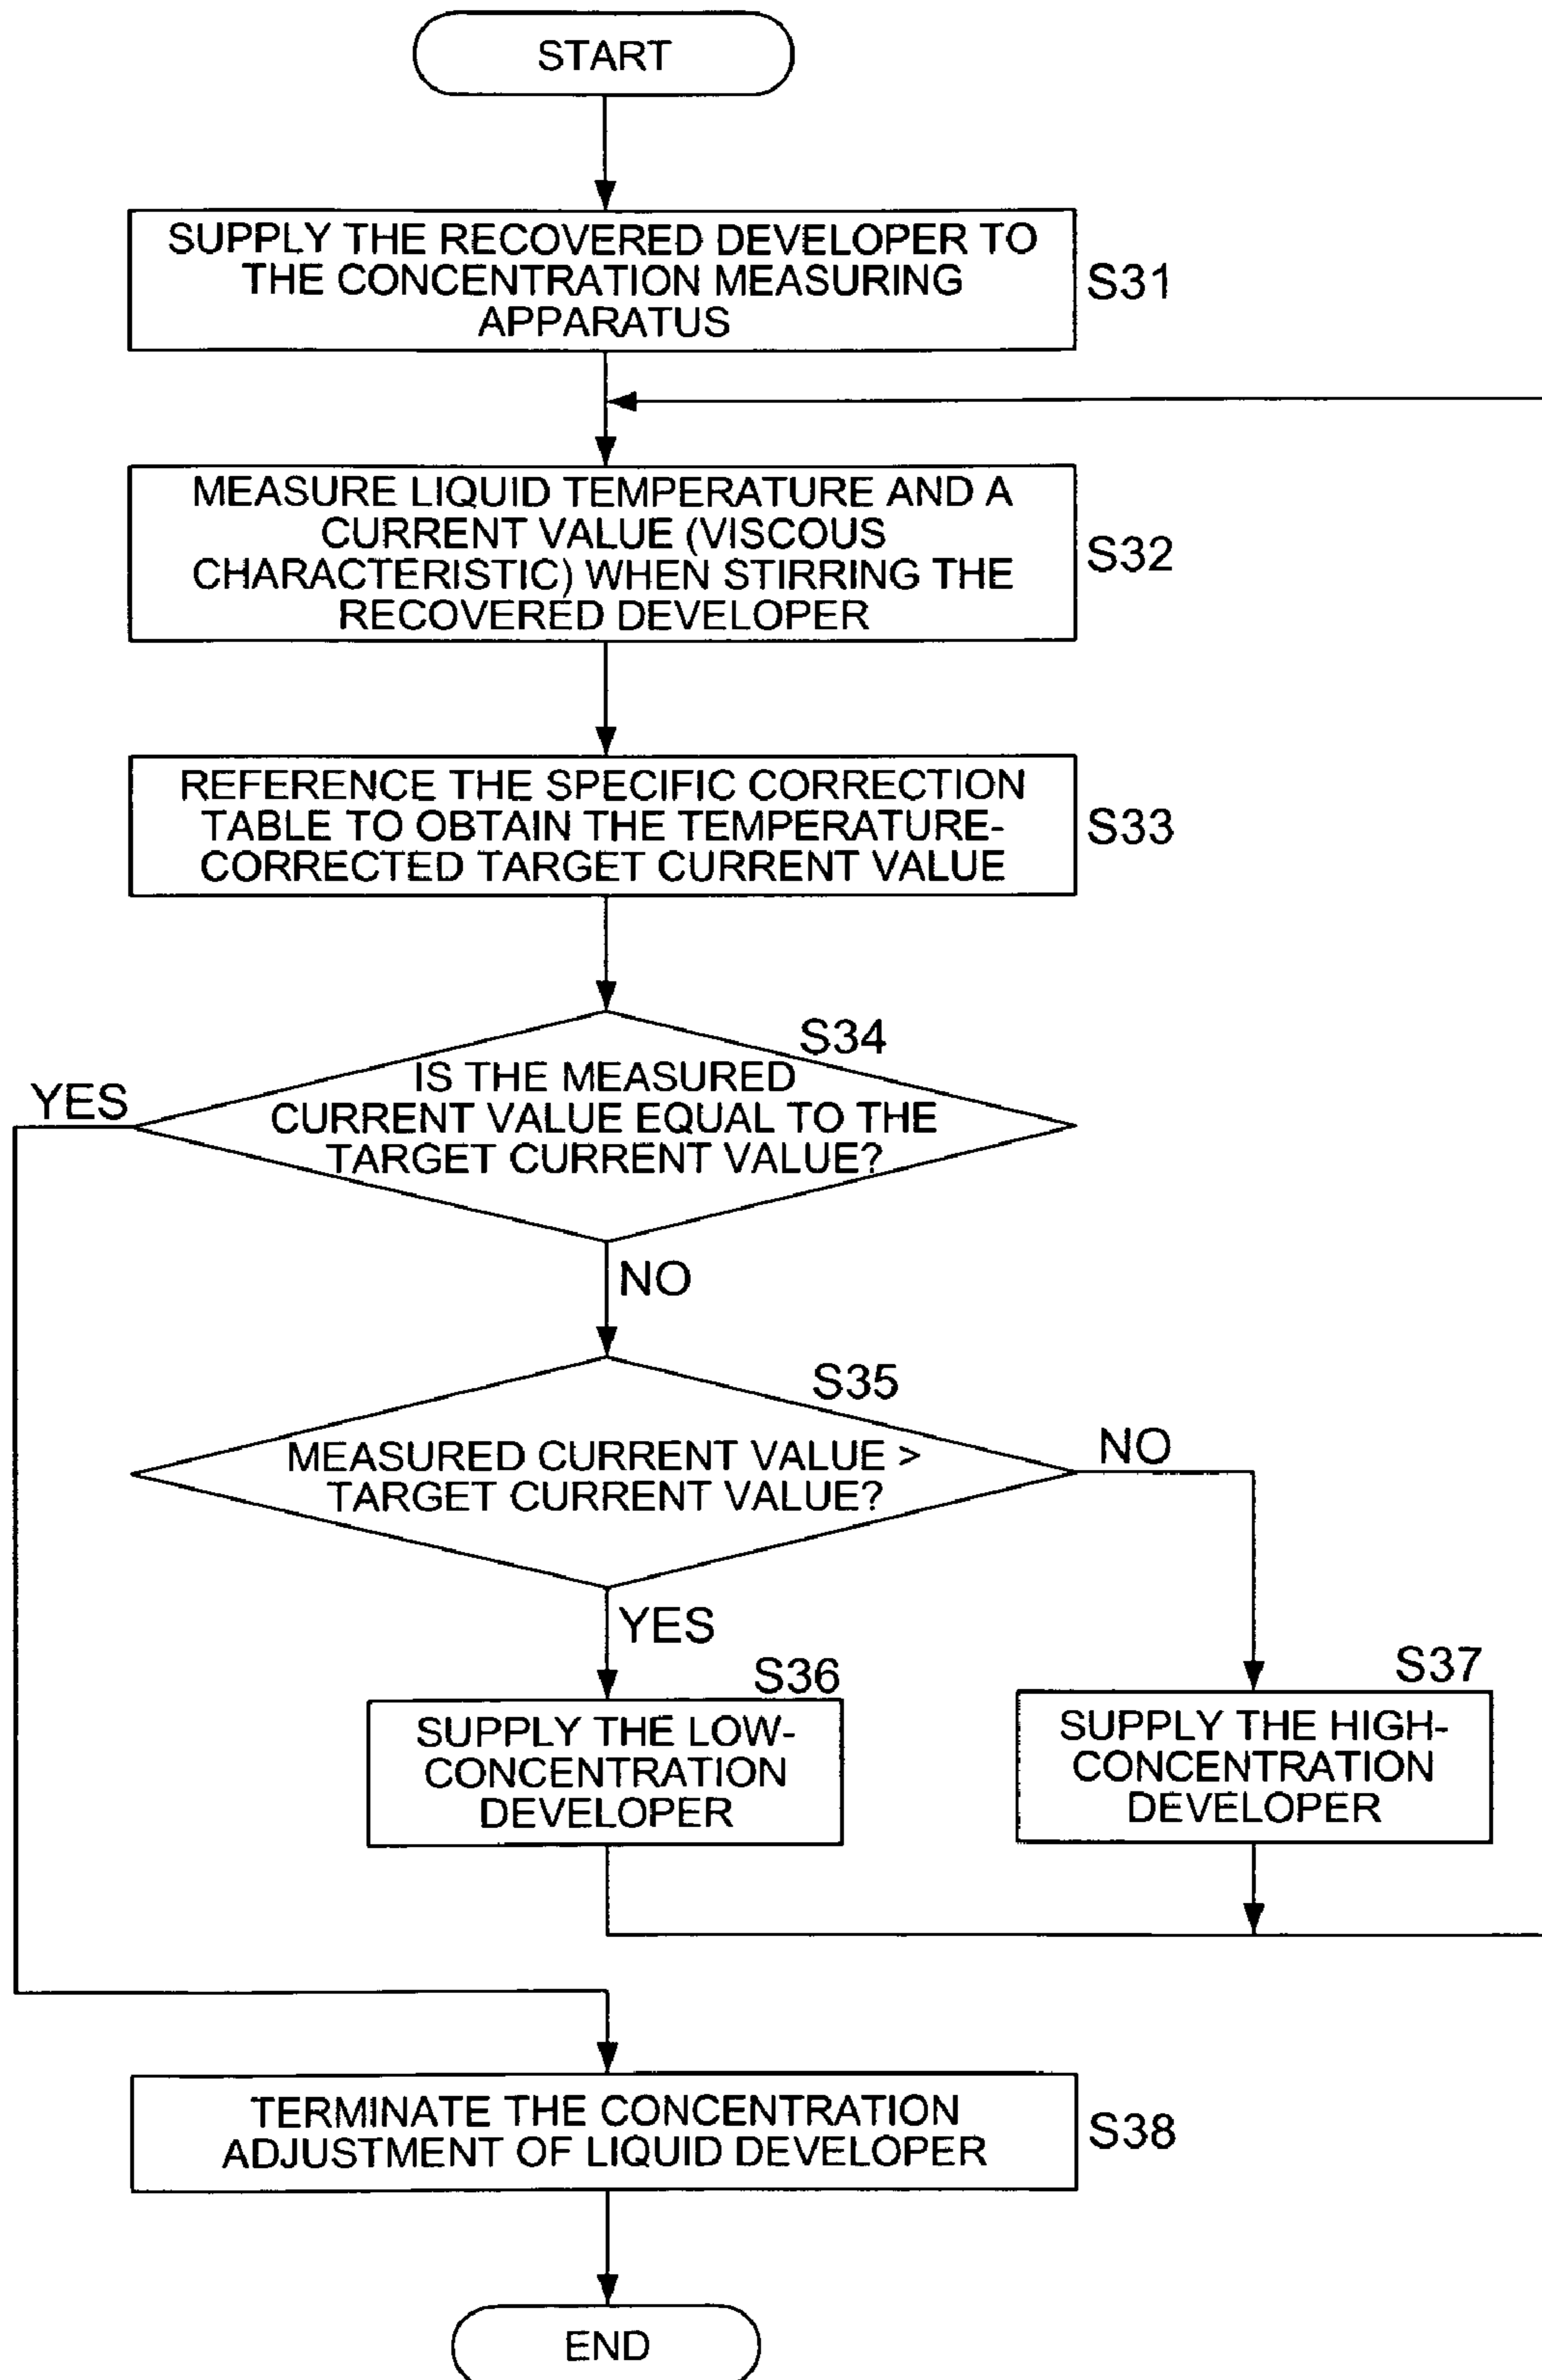 START
SUPPLY THE RECOVERED DEVELOPER TO
THE CONCENTRATION MEASURING
APPARATUS
S31
MEASURE LIQUID TEMPERATURE AND A
CURRENT VALUE (VISCOUS
CHARACTERISTIC) WHEN STIRRING THE
RECOVERED DEVELOPER
S32
REFERENCE THE SPECIFIC CORRECTION
TABLE TO OBTAIN THE TEMPERATURE-
CORRECTED TARGET CURRENT VALUE
S33
S34
IS THE MEASURED
CURRENT VALUE EQUAL TO THE
TARGET CURRENT VALUE?
YES
NO
S35
MEASURED CURRENT VALUE >
TARGET CURRENT VALUE?
NO
YES
S36
SUPPLY THE LOW-
CONCENTRATION
DEVELOPER
S37
SUPPLY THE HIGH-
CONCENTRATION
DEVELOPER
TERMINATE THE CONCENTRATION
ADJUSTMENT OF LIQUID DEVELOPER
S38
END